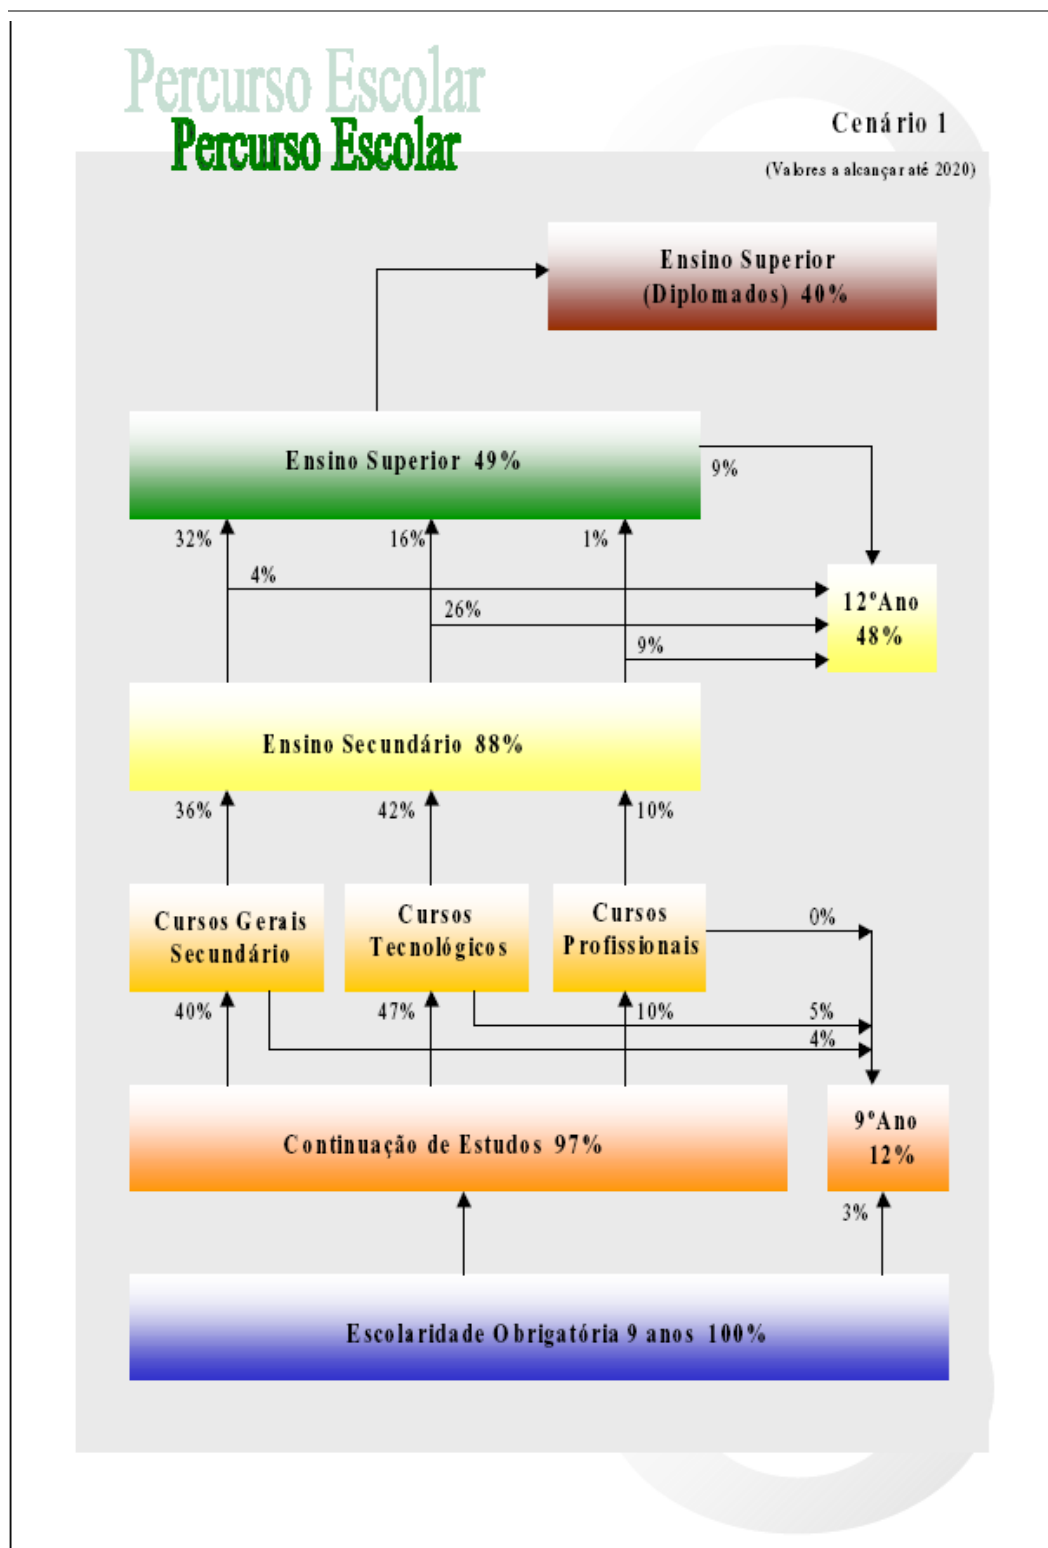 Percurso Escolar
Percurso Escolar
Cenário 1
(Valores a alcançar até 2020)
Ensino Superior
(Diplomados) 40%
Ensino Superior 49%
9%
32%
16%
1%
4%
26%
9%
12ºAno
48%
Ensino Secundário 88%
36%
42%
10%
Cursos Gerais
Secundário
Cursos
Tecnológicos
Cursos
Profissionais
0%
40%
47%
10%
5%
4%
Continuação de Estudos 97%
9ºAno
12%
3%
Escolaridade Obrigatória 9 anos 100%